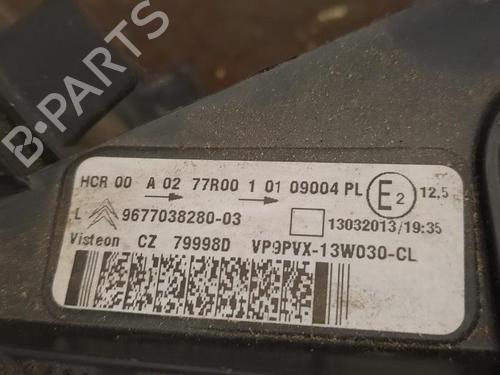 B-PARTS
HCR 00 A 02 77R00 1 01 09004 PL E2 12,5
L 9677038280-03 13032013/19:35
Visteon CZ 79998D VP9PVX-13W030-CL